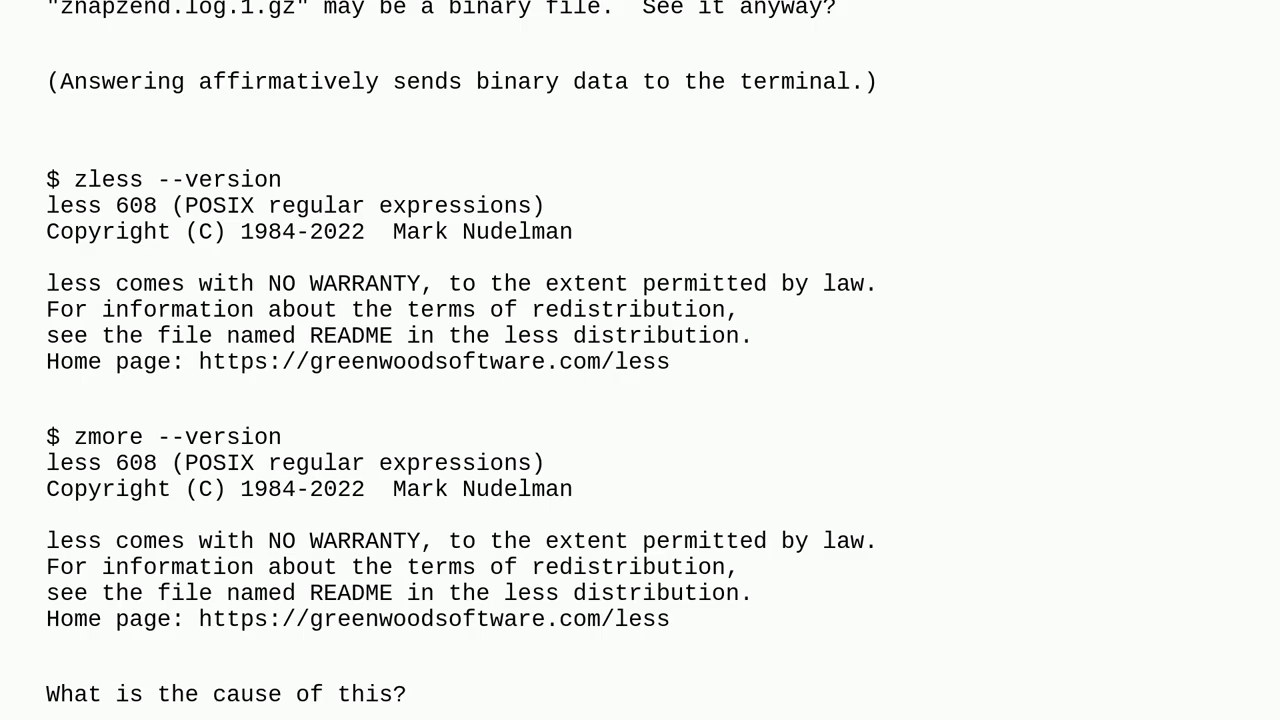 "znapzend.log.1.gz" may be a binary file.  See it anyway?
(Answering affirmatively sends binary data to the terminal.)
$ zless --version
less 608 (POSIX regular expressions)
Copyright (C) 1984-2022  Mark Nudelman
less comes with NO WARRANTY, to the extent permitted by law.
For information about the terms of redistribution,
see the file named README in the less distribution.
Home page: https://greenwoodsoftware.com/less
$ zmore --version
less 608 (POSIX regular expressions)
Copyright (C) 1984-2022  Mark Nudelman
less comes with NO WARRANTY, to the extent permitted by law.
For information about the terms of redistribution,
see the file named README in the less distribution.
Home page: https://greenwoodsoftware.com/less
What is the cause of this?